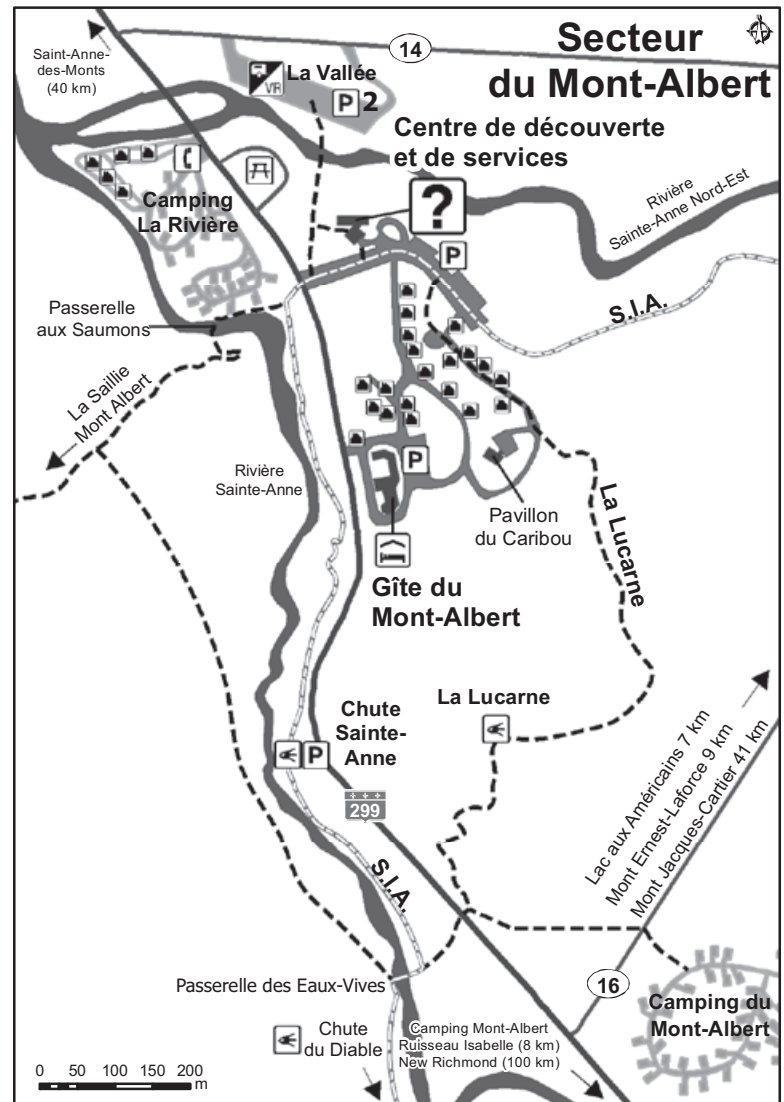 Secteur
du Mont-Albert
14
Saint-Anne-
des-Monts
(40 km)
VR
La Vallée
P 2
Centre de découverte
et de services
?
Camping
La Rivière
Rivière
Sainte-Anne Nord-Est
P
S.I.A.
Passerelle
aux Saumons
La Saillie
Mont Albert
Rivière
Sainte-Anne
P
Pavillon
du Caribou
La Lucarne
Gîte du
Mont-Albert
Chute
Sainte-
Anne
P
La Lucarne
299
Lac aux Américains 7 km
Mont Ernest-Laforce 9 km
Mont Jacques-Cartier 41 km
S.I.A.
Passerelle des Eaux-Vives
16
Camping du
Mont-Albert
Chute
du Diable
Camping Mont-Albert
Ruisseau Isabelle (8 km)
New Richmond (100 km)
0 50 100 150 200
m